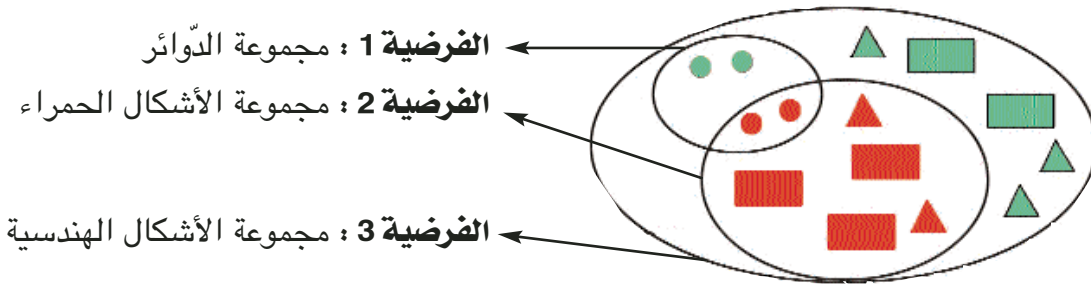 الفرضية 1 : مجموعة الدّوائر
الفرضية 2 : مجموعة الأشكال الحمراء
الفرضية 3 : مجموعة الأشكال الهندسية